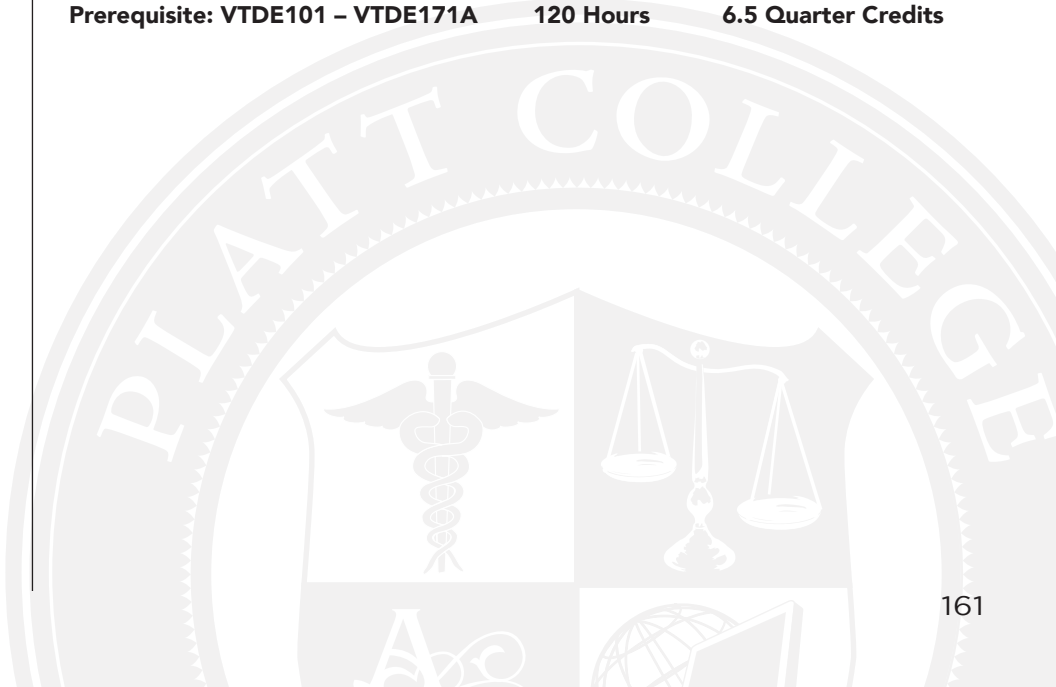 Prerequisite: VTDE101 – VTDE171A 120 Hours 6.5 Quarter Credits
PLATT COLLEGE
161